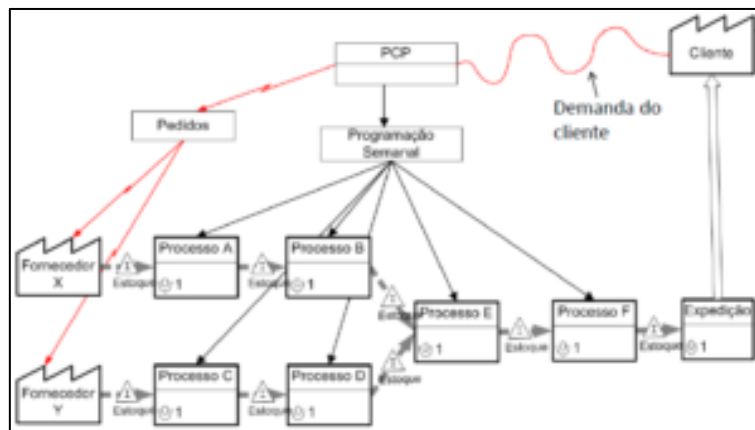 PCP
Cliente
Demanda do
cliente
Pedidos
Programação
Semanal
Processo A
Processo B
Fornecedor
X
Estoque
1
Estoque
1
Estoque
Processo E
Processo F
Expedição
1
Estoque
1
Estoque
1
Processo C
Processo D
Estoque
Fornecedor
Y
Estoque
1
Estoque
1